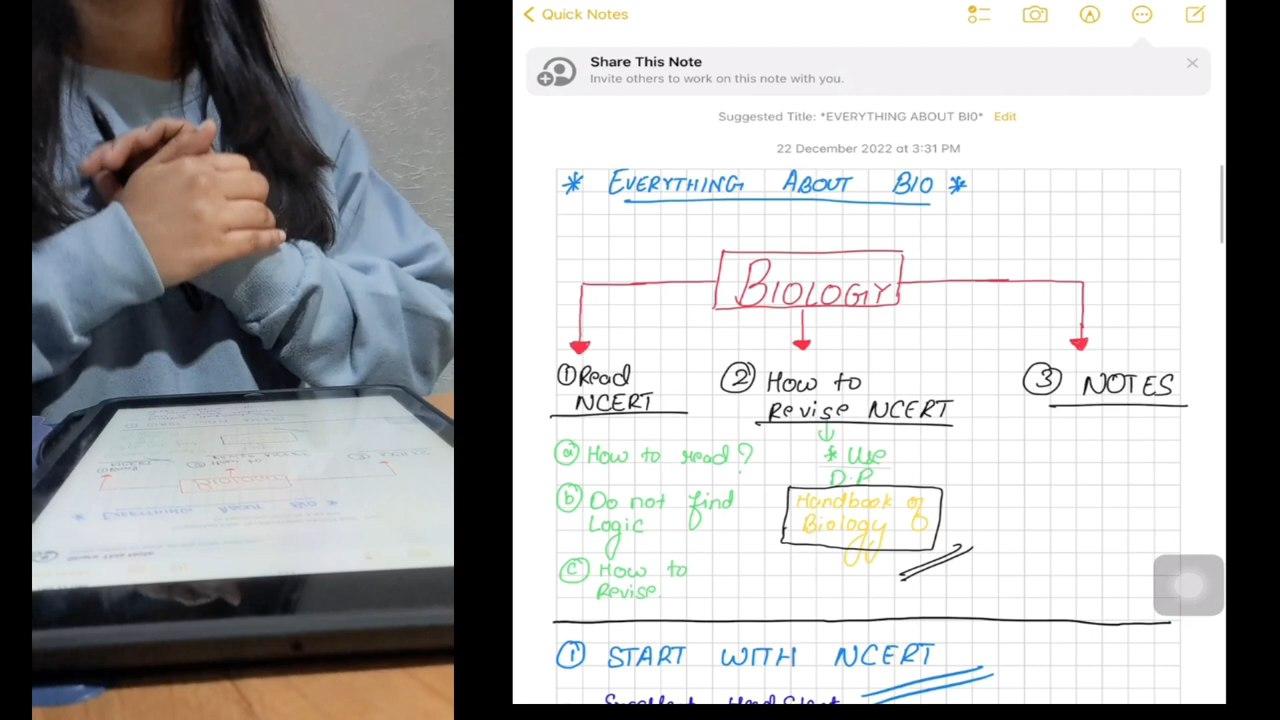 Quick Notes
Share This Note
Invite others to work on this note with you.
Suggested Title: *EVERYTHING ABOUT BI0* Edit
22 December 2022 at 3:31 PM
* EVERYTHING ABOUT BIO *
BIOLOGY
① Read
NCERT
② How to
Revise NCERT
③ NOTES
ⓐ How to read?
ⓑ Do not find
Logic
ⓒ How to
Revise.
* Use
D.P
Handbook of
Biology
① START WITH NCERT